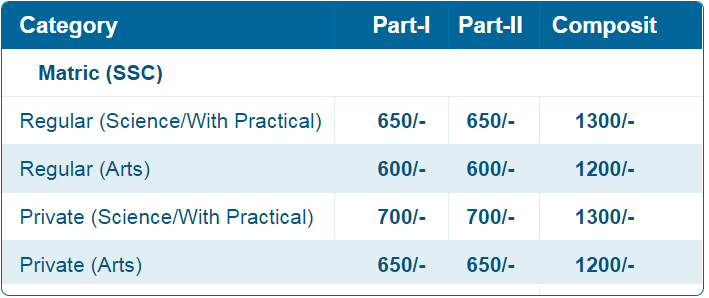 Category Part-I Part-II Composit
Matric (SSC)
Regular (Science/With Practical) 650/- 650/- 1300/-
Regular (Arts) 600/- 600/- 1200/-
Private (Science/With Practical) 700/- 700/- 1300/-
Private (Arts) 650/- 650/- 1200/-